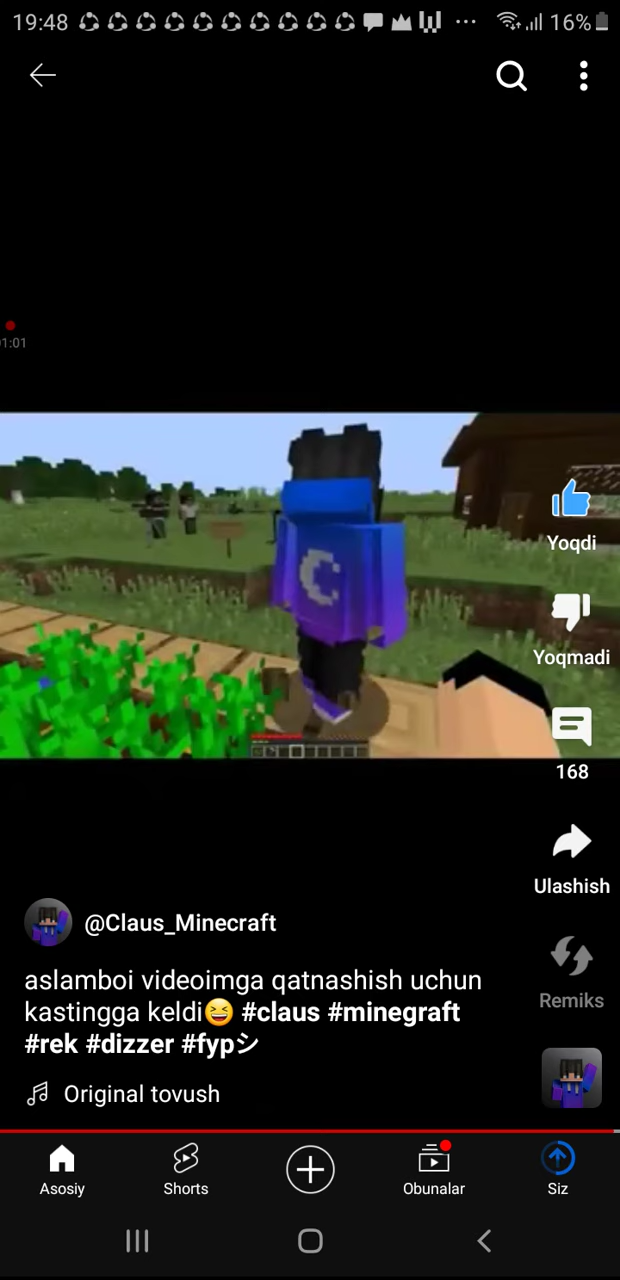 19:48
16%
01:01
C
Yoqdi
Yoqmadi
168
Ulashish
Remiks
@Claus_Minecraft
aslamboi videoimga qatnashish uchun
kastingga keldi😆 #claus #minegraft
#rek #dizzer #fypシ
Original tovush
Asosiy
Shorts
Obunalar
Siz